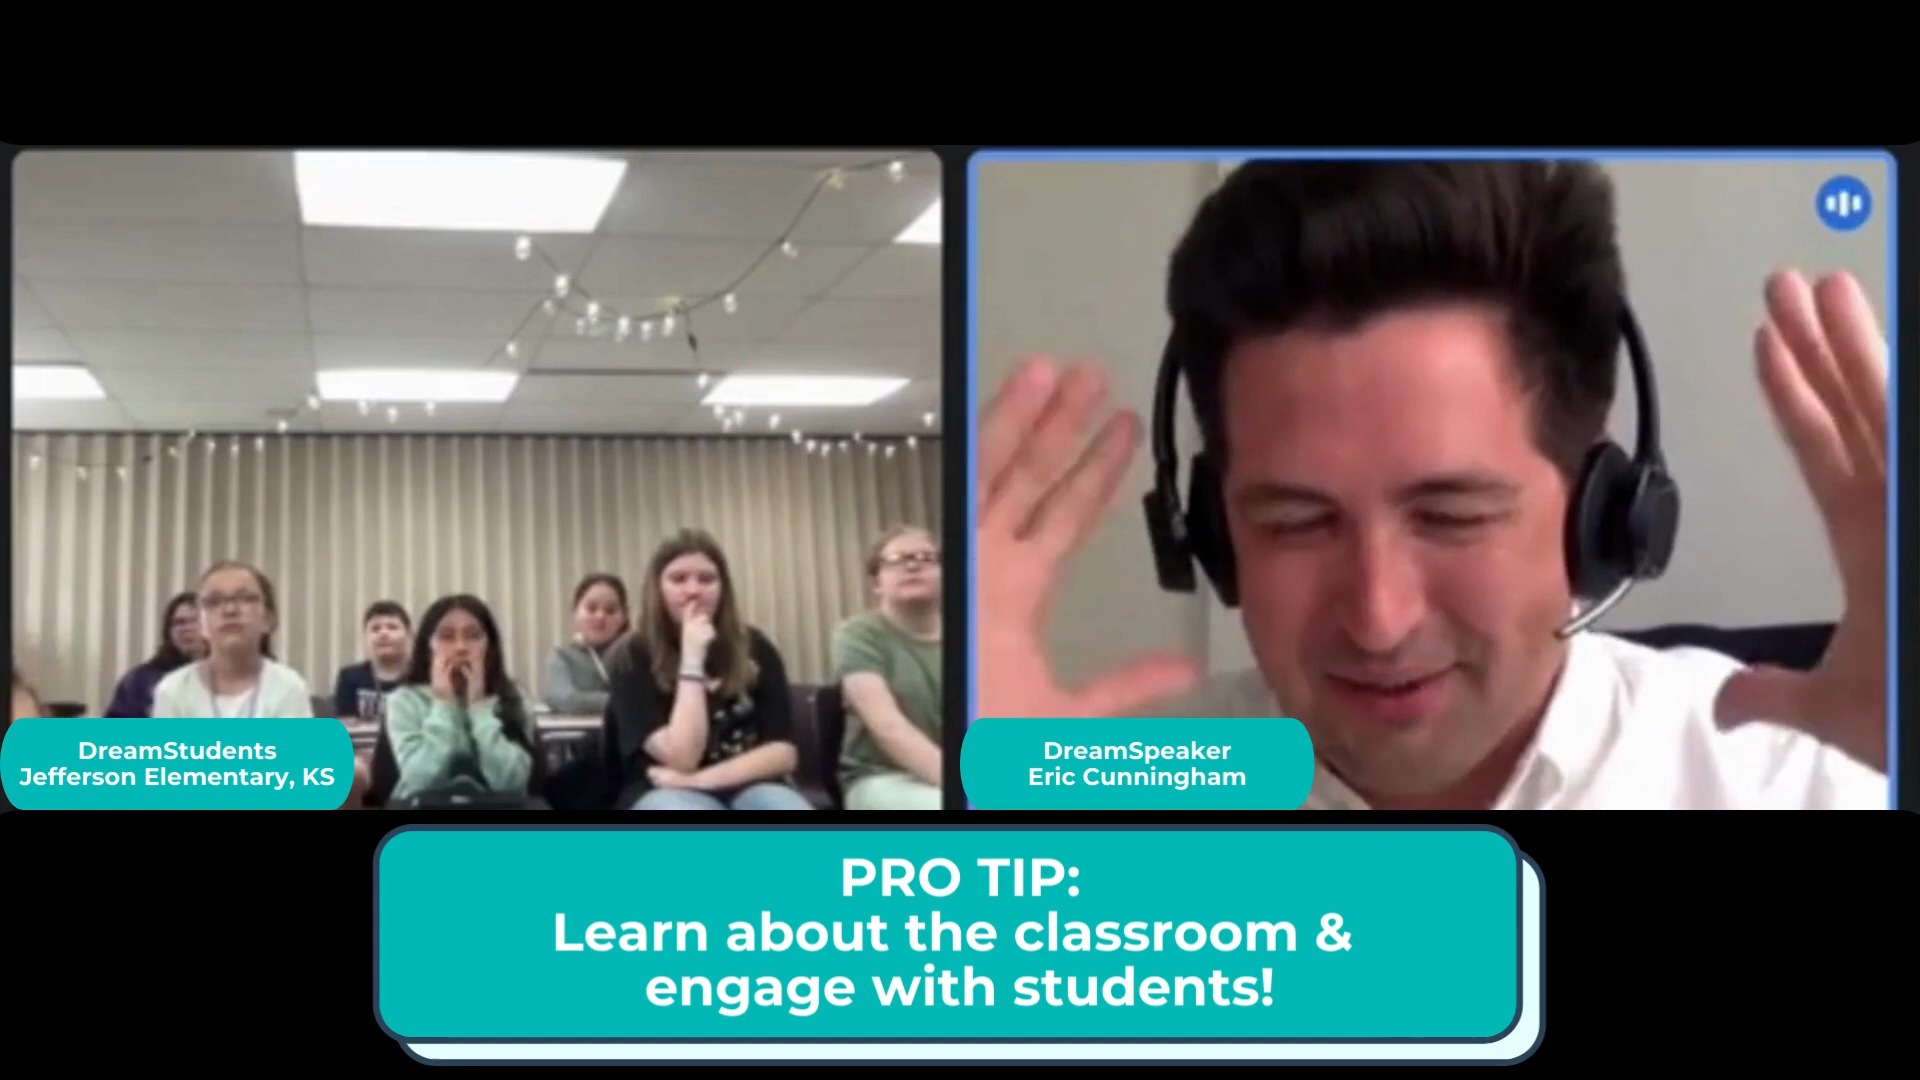 DreamStudents
Jefferson Elementary, KS
DreamSpeaker
Eric Cunningham
PRO TIP:
Learn about the classroom &
engage with students!